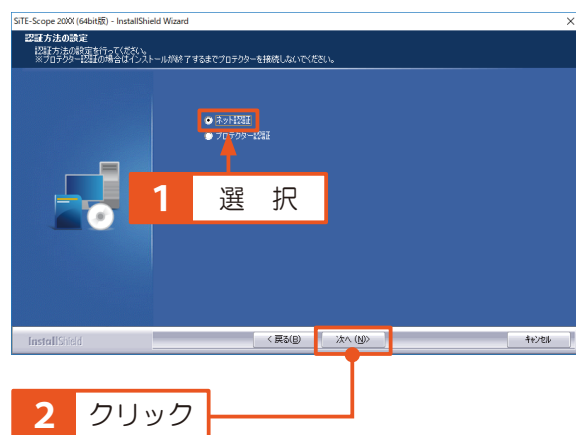 SiTE-Scope 20XX (64bit版) - InstallShield Wizard
認証方法の設定
認証方法の設定を行ってください。
※プロテクター認証の場合はインストールが終了するまでプロテクターを接続しないでください。
ネット認証
プロテクター認証
1 選 択
InstallShield
< 戻る(B)
次へ (N)>
キャンセル
2 クリック